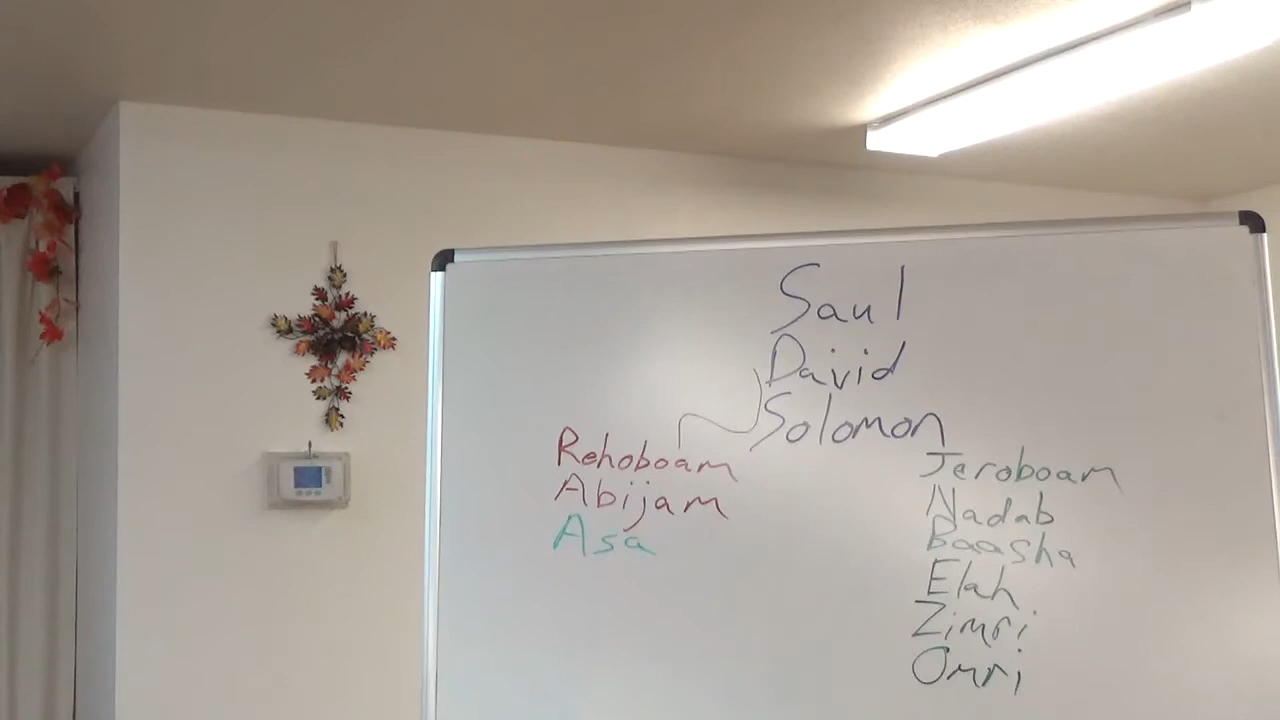 Saul
David
Solomon
Rehoboam
Abijam
Asa
Jeroboam
Nadab
Baasha
Elah
Zimri
Omri